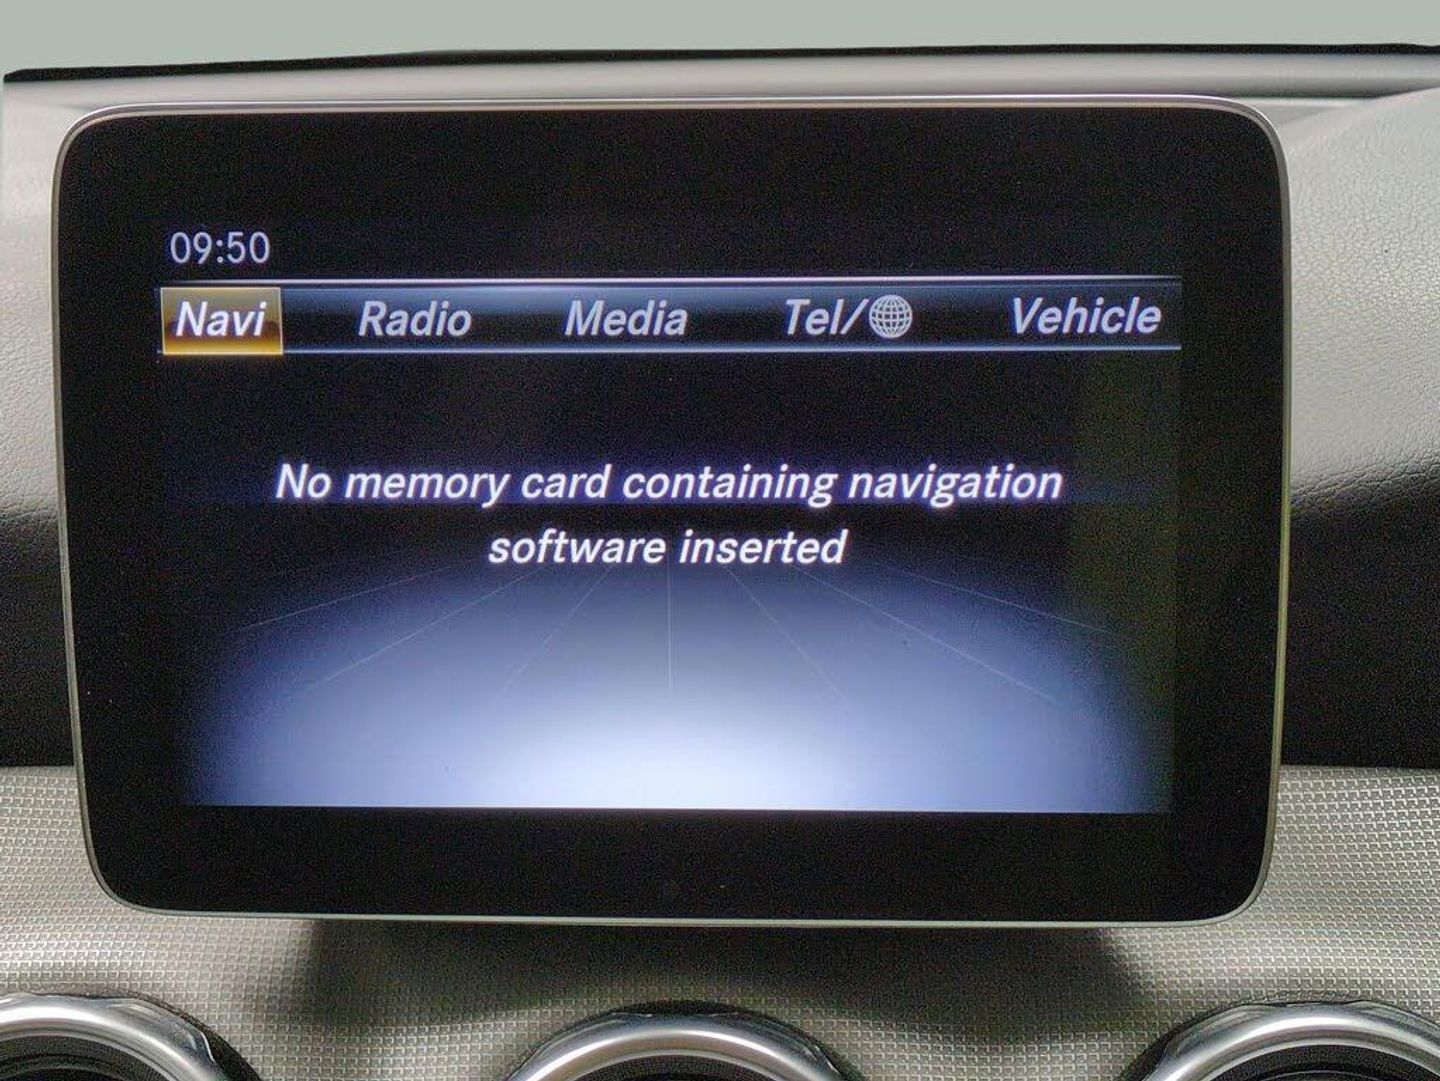 09:50
Navi Radio Media Tel/ Vehicle
No memory card containing navigation
software inserted